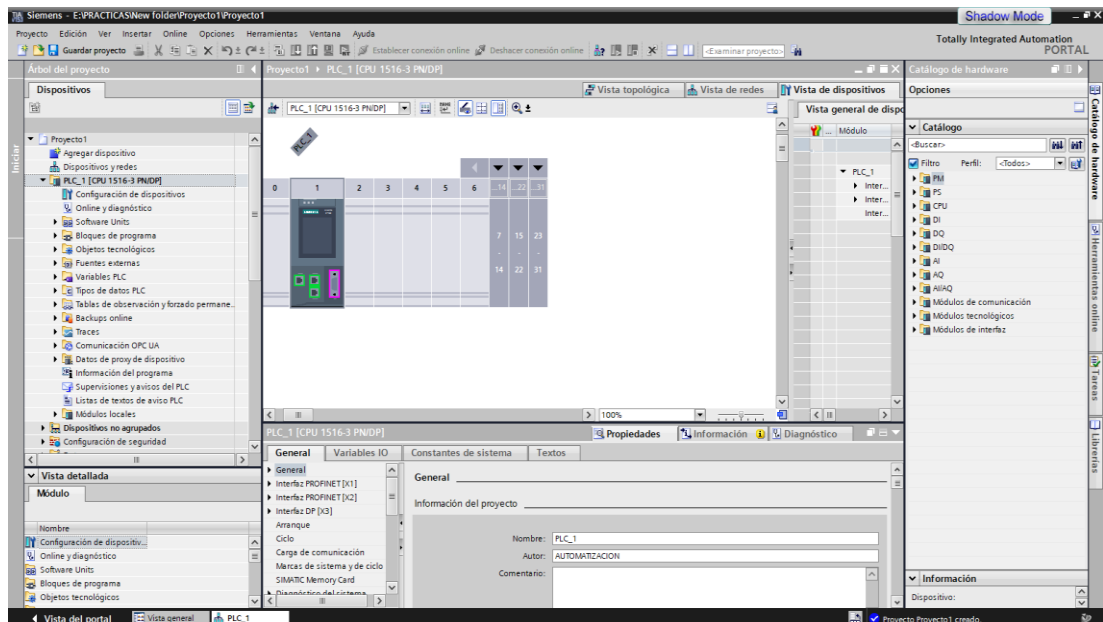 Siemens - E:\PRACTICAS\New folder\Proyecto1\Proyecto1
Shadow Mode
Proyecto Edición Ver Insertar Online Opciones Herramientas Ventana Ayuda
Totally Integrated Automation
PORTAL
Guardar proyecto
Establecer conexión online
Deshacer conexión online
<Examinar proyecto>
Árbol del proyecto
Dispositivos
Iniciar
Proyecto1
Agregar dispositivo
Dispositivos y redes
PLC_1 [CPU 1516-3 PN/DP]
Configuración de dispositivos
Online y diagnóstico
Software Units
Bloques de programa
Objetos tecnológicos
Fuentes externas
Variables PLC
Tipos de datos PLC
Tablas de observación y forzado permane..
Backups online
Traces
Comunicación OPC UA
Datos de proxy de dispositivo
Información del programa
Supervisiones y avisos del PLC
Listas de textos de aviso PLC
Módulos locales
Dispositivos no agrupados
Configuración de seguridad
Vista detallada
Módulo
Nombre
Configuración de dispositiv...
Online y diagnóstico
Software Units
Bloques de programa
Objetos tecnológicos
Proyecto1 PLC_1 [CPU 1516-3 PN/DP]
Vista topológica
Vista de redes
Vista de dispositivos
PLC_1 [CPU 1516-3 PN/DP]
PLC_1
0 1 2 3 4 5 6 ...14 ...22 ...31
7 15 23
- - -
14 22 31
100%
Vista general de dispo
... Módulo
PLC_1
Inter...
Inter...
Inter...
PLC_1 [CPU 1516-3 PN/DP]
Propiedades
Información
Diagnóstico
General
Variables IO
Constantes de sistema
Textos
General
Interfaz PROFINET [X1]
Interfaz PROFINET [X2]
Interfaz DP [X3]
Arranque
Ciclo
Carga de comunicación
Marcas de sistema y de ciclo
SIMATIC Memory Card
Diagnóstico del sistema
General
Información del proyecto
Nombre: PLC_1
Autor: AUTOMATIZACION
Comentario:
Catálogo de hardware
Opciones
Catálogo
<Buscar>
Filtro
Perfil: <Todos>
PM
PS
CPU
DI
DQ
DI/DQ
AI
AQ
AI/AQ
Módulos de comunicación
Módulos tecnológicos
Módulos de interfaz
Información
Dispositivo:
Catálogo de hardware
Herramientas online
Tareas
Librerías
Vista del portal
Vista general
PLC_1
Proyecto Proyecto1 creado.